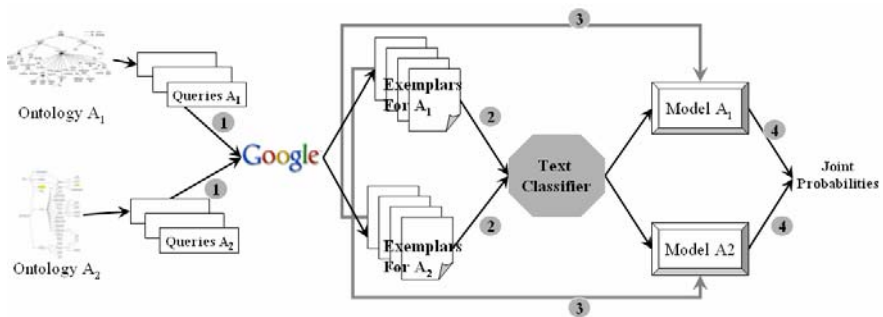 3
Ontology A1
Queries A1
1
Google
1
Queries A2
Ontology A2
Exemplars
For A1
2
Exemplars
For A2
2
Text
Classifier
3
Model A1
Model A2
4
4
Joint
Probabilities